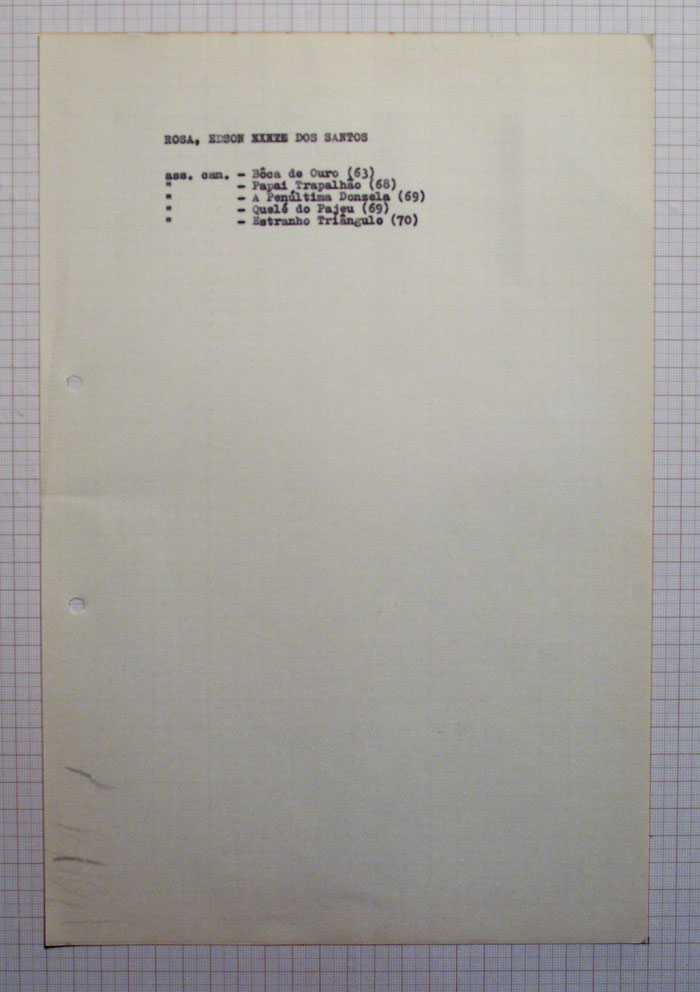 ROSA, EDSON DOS SANTOS
ass. cam. - Bôca de Ouro (63)
" - Papai Trapalhão (68)
" - A Penúltima Donzela (69)
" - Quelé do Pajeu (69)
" - Estranho Triângulo (70)